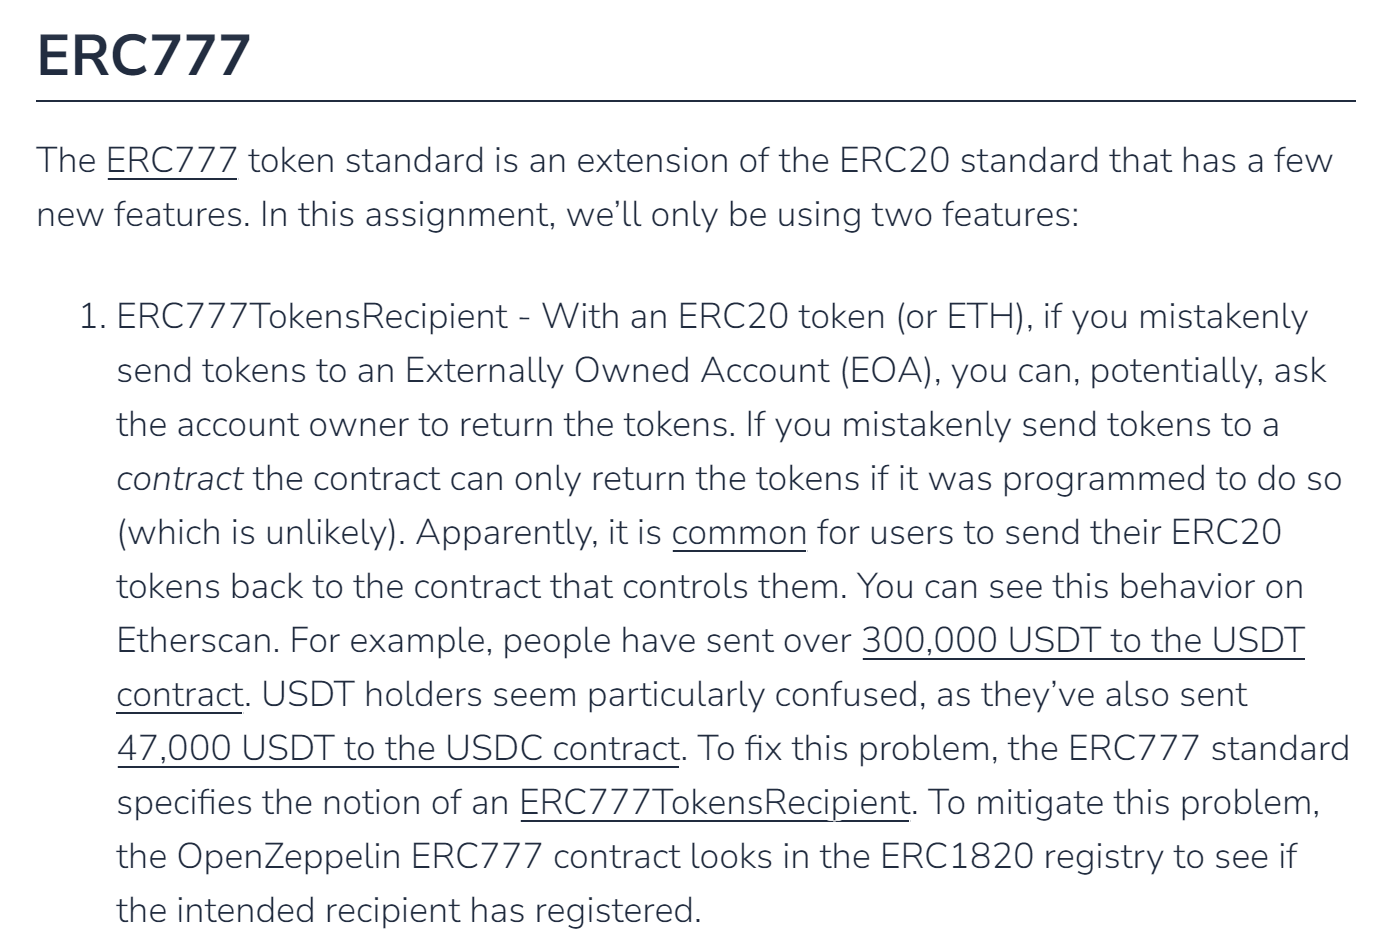 ERC777
The ERC777 token standard is an extension of the ERC20 standard that has a few
new features. In this assignment, we’ll only be using two features:
1. ERC777TokensRecipient - With an ERC20 token (or ETH), if you mistakenly
send tokens to an Externally Owned Account (EOA), you can, potentially, ask
the account owner to return the tokens. If you mistakenly send tokens to a
contract the contract can only return the tokens if it was programmed to do so
(which is unlikely). Apparently, it is common for users to send their ERC20
tokens back to the contract that controls them. You can see this behavior on
Etherscan. For example, people have sent over 300,000 USDT to the USDT
contract. USDT holders seem particularly confused, as they’ve also sent
47,000 USDT to the USDC contract. To fix this problem, the ERC777 standard
specifies the notion of an ERC777TokensRecipient. To mitigate this problem,
the OpenZeppelin ERC777 contract looks in the ERC1820 registry to see if
the intended recipient has registered.